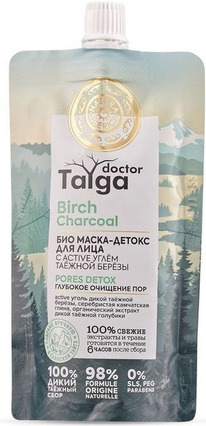 doctor
Taiga
Birch
Charcoal
БИО МАСКА-ДЕТОКС
ДЛЯ ЛИЦА
С ACTIVE УГЛЁМ
ТАЁЖНОЙ БЕРЁЗЫ
PORES DETOX
ГЛУБОКОЕ ОЧИЩЕНИЕ ПОР
active уголь дикой таёжной
берёзы, серебристая камчатская
глина, органический экстракт
дикой таёжной голубики
100% СВЕЖИЕ
экстракты и травы
готовятся в течение
6 ЧАСОВ после сбора
100%
ДИКИЙ
ТАЁЖНЫЙ
СБОР
98%
FORMULE
ORIGINE
NATURELLE
0%
SLS, PEG
PARABENS